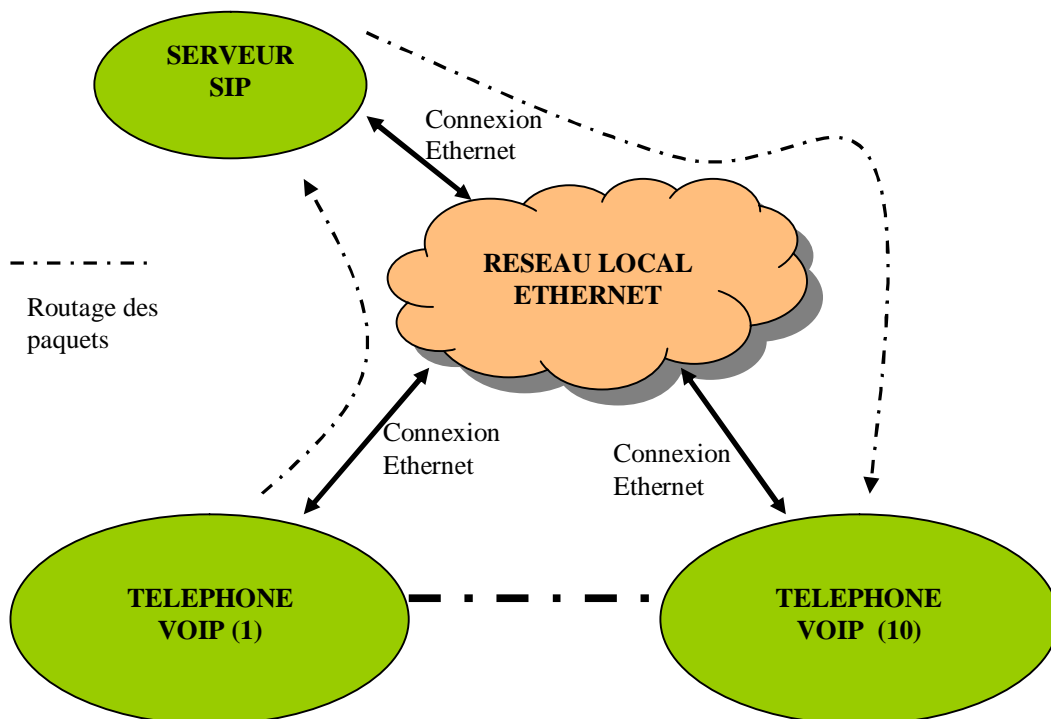 SERVEUR
SIP
Connexion
Ethernet
RESEAU LOCAL
ETHERNET
Routage des
paquets
Connexion
Ethernet
Connexion
Ethernet
TELEPHONE
VOIP (1)
TELEPHONE
VOIP (10)